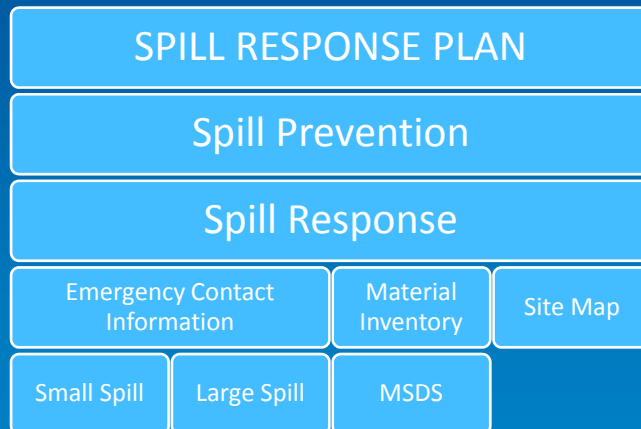 SPILL RESPONSE PLAN
Spill Prevention
Spill Response
Emergency Contact
Information
Material
Inventory
Site Map
Small Spill
Large Spill
MSDS